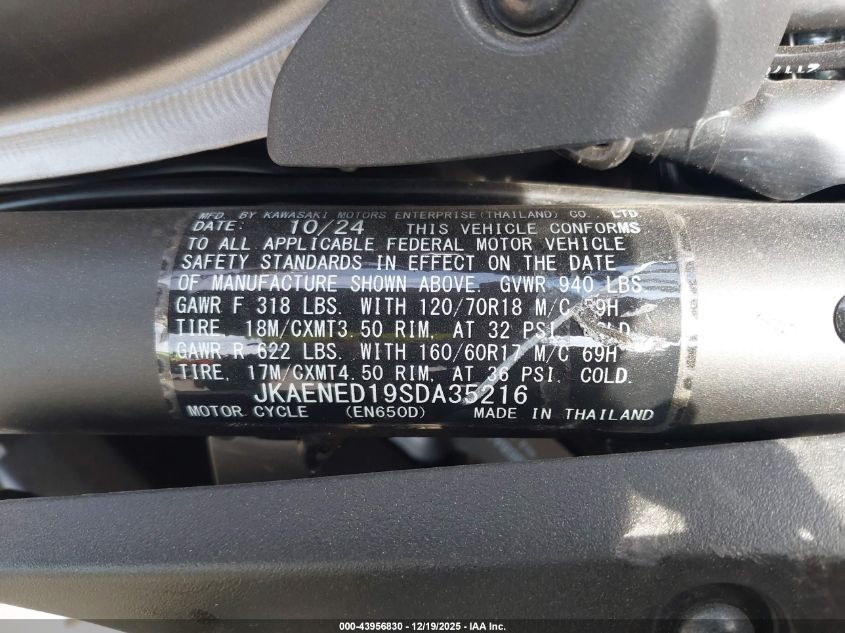 MFD. BY KAWASAKI MOTORS ENTERPRISE(THAILAND) CO., LTD
DATE: 10/24 THIS VEHICLE CONFORMS
TO ALL APPLICABLE FEDERAL MOTOR VEHICLE
SAFETY STANDARDS IN EFFECT ON THE DATE
OF MANUFACTURE SHOWN ABOVE. GVWR 940 LBS
GAWR F 318 LBS. WITH 120/70R18 M/C 59H
TIRE, 18M/CXMT3.50 RIM, AT 32 PSI. COLD
GAWR R 622 LBS. WITH 160/60R17 M/C 69H
TIRE, 17M/CXMT4.50 RIM, AT 36 PSI. COLD.
JKAENED19SDA35216
MOTOR CYCLE (EN650D) MADE IN THAILAND
000-43956830 - 12/19/2025 - IAA Inc.